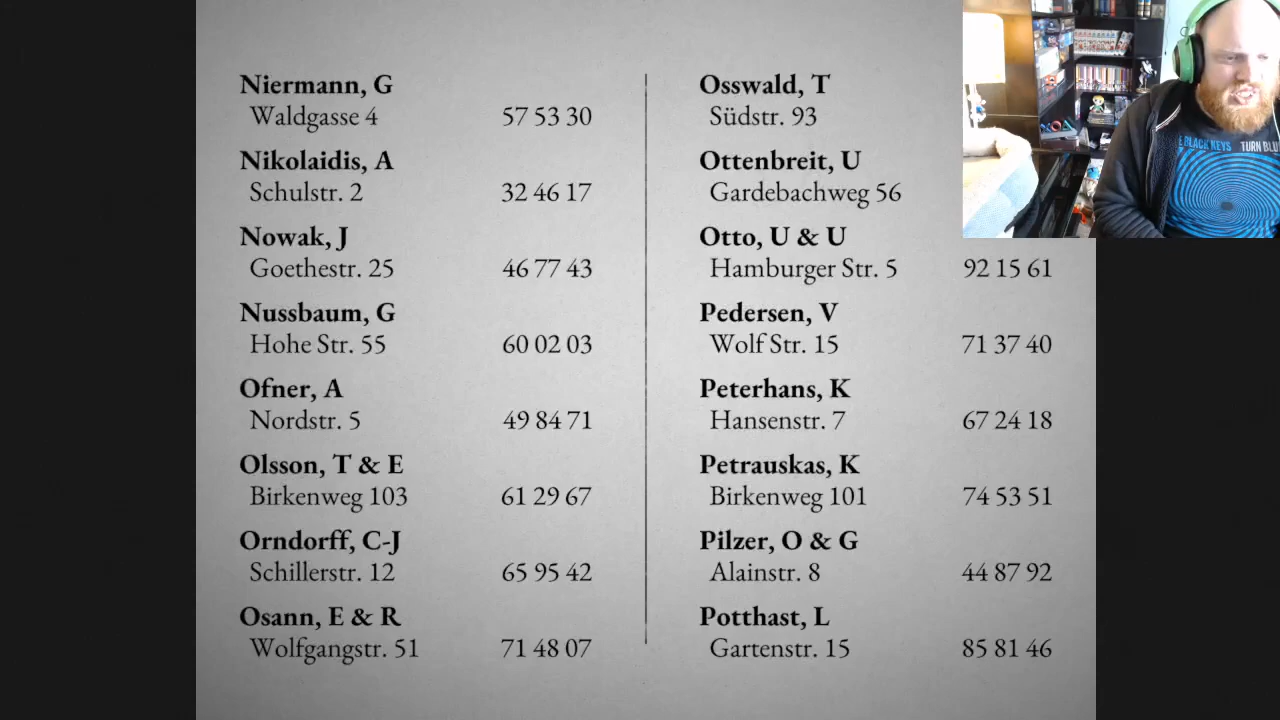 Niermann, G
Waldgasse 4 57 53 30
Nikolaidis, A
Schulstr. 2 32 46 17
Nowak, J
Goethestr. 25 46 77 43
Nussbaum, G
Hohe Str. 55 60 02 03
Ofner, A
Nordstr. 5 49 84 71
Olsson, T & E
Birkenweg 103 61 29 67
Orndorff, C-J
Schillerstr. 12 65 95 42
Osann, E & R
Wolfgangstr. 51 71 48 07
Osswald, T
Südstr. 93
Ottenbreit, U
Gardebachweg 56
Otto, U & U
Hamburger Str. 5 92 15 61
Pedersen, V
Wolf Str. 15 71 37 40
Peterhans, K
Hansenstr. 7 67 24 18
Petrauskas, K
Birkenweg 101 74 53 51
Pilzer, O & G
Alainstr. 8 44 87 92
Potthast, L
Gartenstr. 15 85 81 46
BLACK KEYS TURN BLU